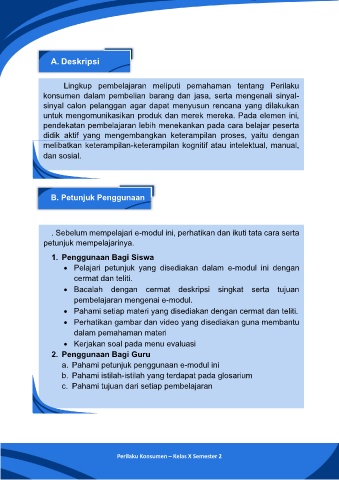 A. Deskripsi
Lingkup pembelajaran meliputi pemahaman tentang Perilaku
konsumen dalam pembelian barang dan jasa, serta mengenali sinyal-
sinyal calon pelanggan agar dapat menyusun rencana yang dilakukan
untuk mengomunikasikan produk dan merek mereka. Pada elemen ini,
pendekatan pembelajaran lebih menekankan pada cara belajar peserta
didik aktif yang mengembangkan keterampilan proses, yaitu dengan
melibatkan keterampilan-keterampilan kognitif atau intelektual, manual,
dan sosial.
B. Petunjuk Penggunaan
. Sebelum mempelajari e-modul ini, perhatikan dan ikuti tata cara serta
petunjuk mempelajarinya.
1. Penggunaan Bagi Siswa
• Pelajari petunjuk yang disediakan dalam e-modul ini dengan
cermat dan teliti.
• Bacalah dengan cermat deskripsi singkat serta tujuan
pembelajaran mengenai e-modul.
• Pahami setiap materi yang disediakan dengan cermat dan teliti.
• Perhatikan gambar dan video yang disediakan guna membantu
dalam pemahaman materi
• Kerjakan soal pada menu evaluasi
2. Penggunaan Bagi Guru
a. Pahami petunjuk penggunaan e-modul ini
b. Pahami istilah-istilah yang terdapat pada glosarium
c. Pahami tujuan dari setiap pembelajaran
Perilaku Konsumen – Kelas X Semester 2